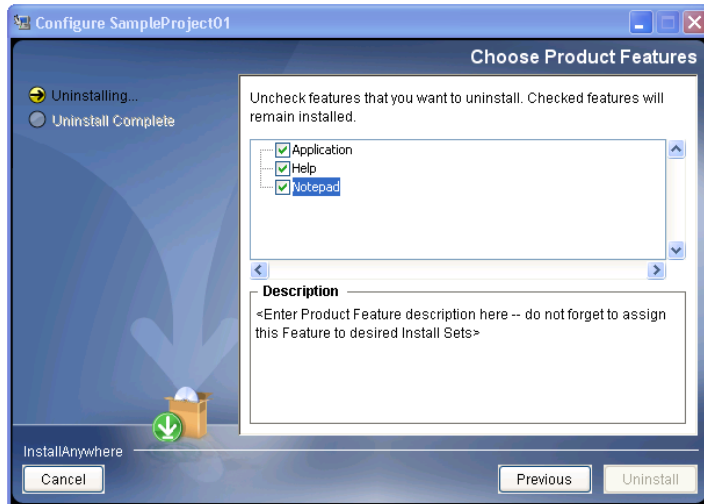 Configure SampleProject01
Choose Product Features
Uninstalling...
Uninstall Complete
Uncheck features that you want to uninstall. Checked features will
remain installed.
Application
Help
Notepad
Description
<Enter Product Feature description here -- do not forget to assign
this Feature to desired Install Sets>
InstallAnywhere
Cancel
Previous
Uninstall